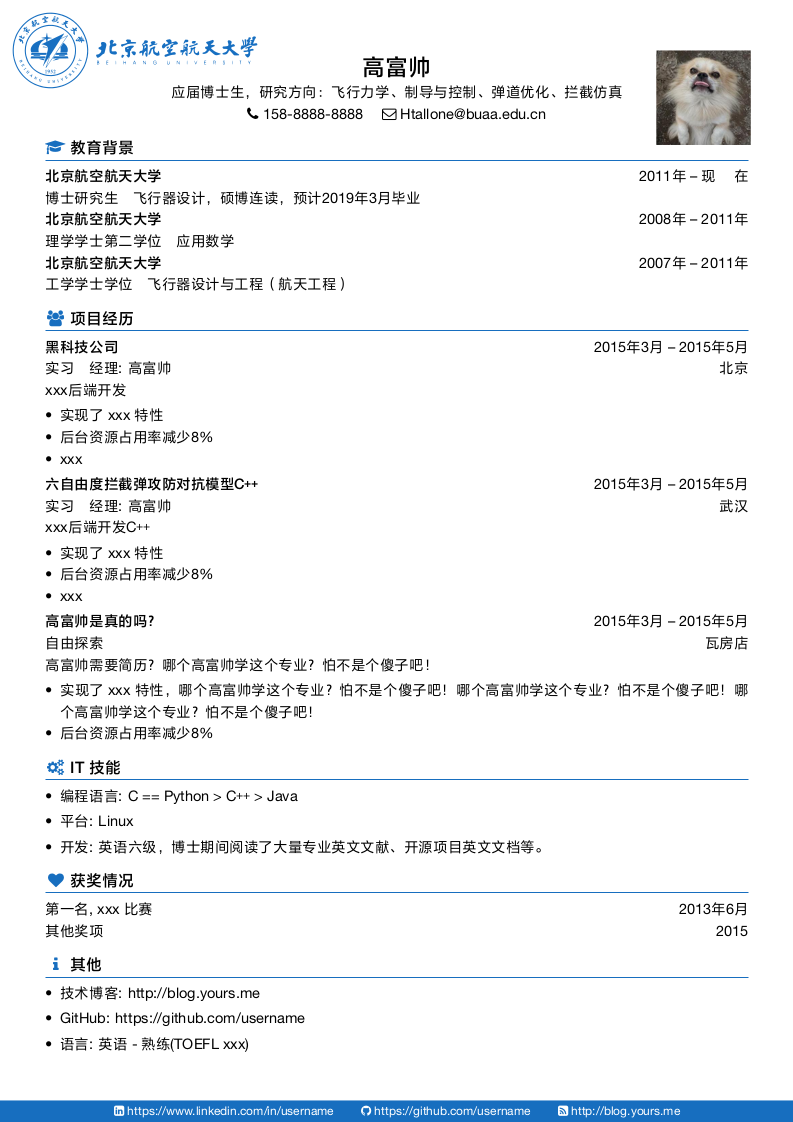 北京航空航天大學
BEIHANG UNIVERSITY
1952
高富帅
应届博士生，研究方向：飞行力学、制导与控制、弹道优化、拦截仿真
158-8888-8888 Htallone@buaa.edu.cn
教育背景
北京航空航天大学 2011年 – 现 在
博士研究生 飞行器设计，硕博连读，预计2019年3月毕业
北京航空航天大学 2008年 – 2011年
理学学士第二学位 应用数学
北京航空航天大学 2007年 – 2011年
工学学士学位 飞行器设计与工程（航天工程）
项目经历
黑科技公司 2015年3月 – 2015年5月
实习 经理: 高富帅 北京
xxx后端开发
• 实现了 xxx 特性
• 后台资源占用率减少8%
• xxx
六自由度拦截弹攻防对抗模型C++ 2015年3月 – 2015年5月
实习 经理: 高富帅 武汉
xxx后端开发C++
• 实现了 xxx 特性
• 后台资源占用率减少8%
• xxx
高富帅是真的吗? 2015年3月 – 2015年5月
自由探索 瓦房店
高富帅需要简历？哪个高富帅学这个专业？怕不是个傻子吧！
• 实现了 xxx 特性，哪个高富帅学这个专业？怕不是个傻子吧！哪个高富帅学这个专业？怕不是个傻子吧！哪
个高富帅学这个专业？怕不是个傻子吧！
• 后台资源占用率减少8%
IT 技能
• 编程语言: C == Python > C++ > Java
• 平台: Linux
• 开发: 英语六级，博士期间阅读了大量专业英文文献、开源项目英文文档等。
获奖情况
第一名, xxx 比赛 2013年6月
其他奖项 2015
其他
• 技术博客: http://blog.yours.me
• GitHub: https://github.com/username
• 语言: 英语 - 熟练(TOEFL xxx)
https://www.linkedin.com/in/username https://github.com/username http://blog.yours.me